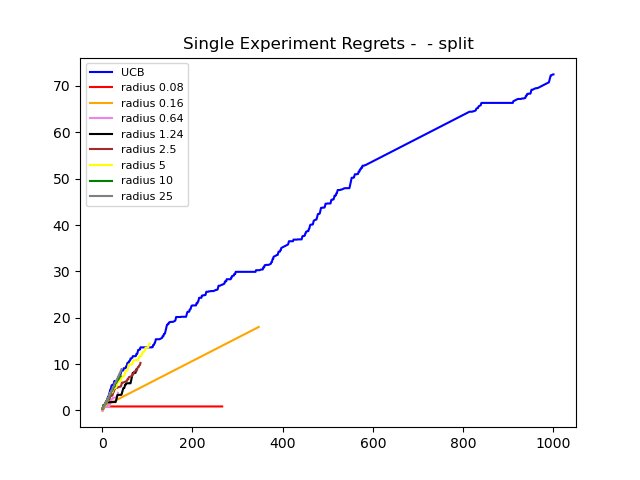 Single Experiment Regrets -  - split
UCB
radius 0.08
radius 0.16
radius 0.64
radius 1.24
radius 2.5
radius 5
radius 10
radius 25
70
60
50
40
30
20
10
0
0 200 400 600 800 1000